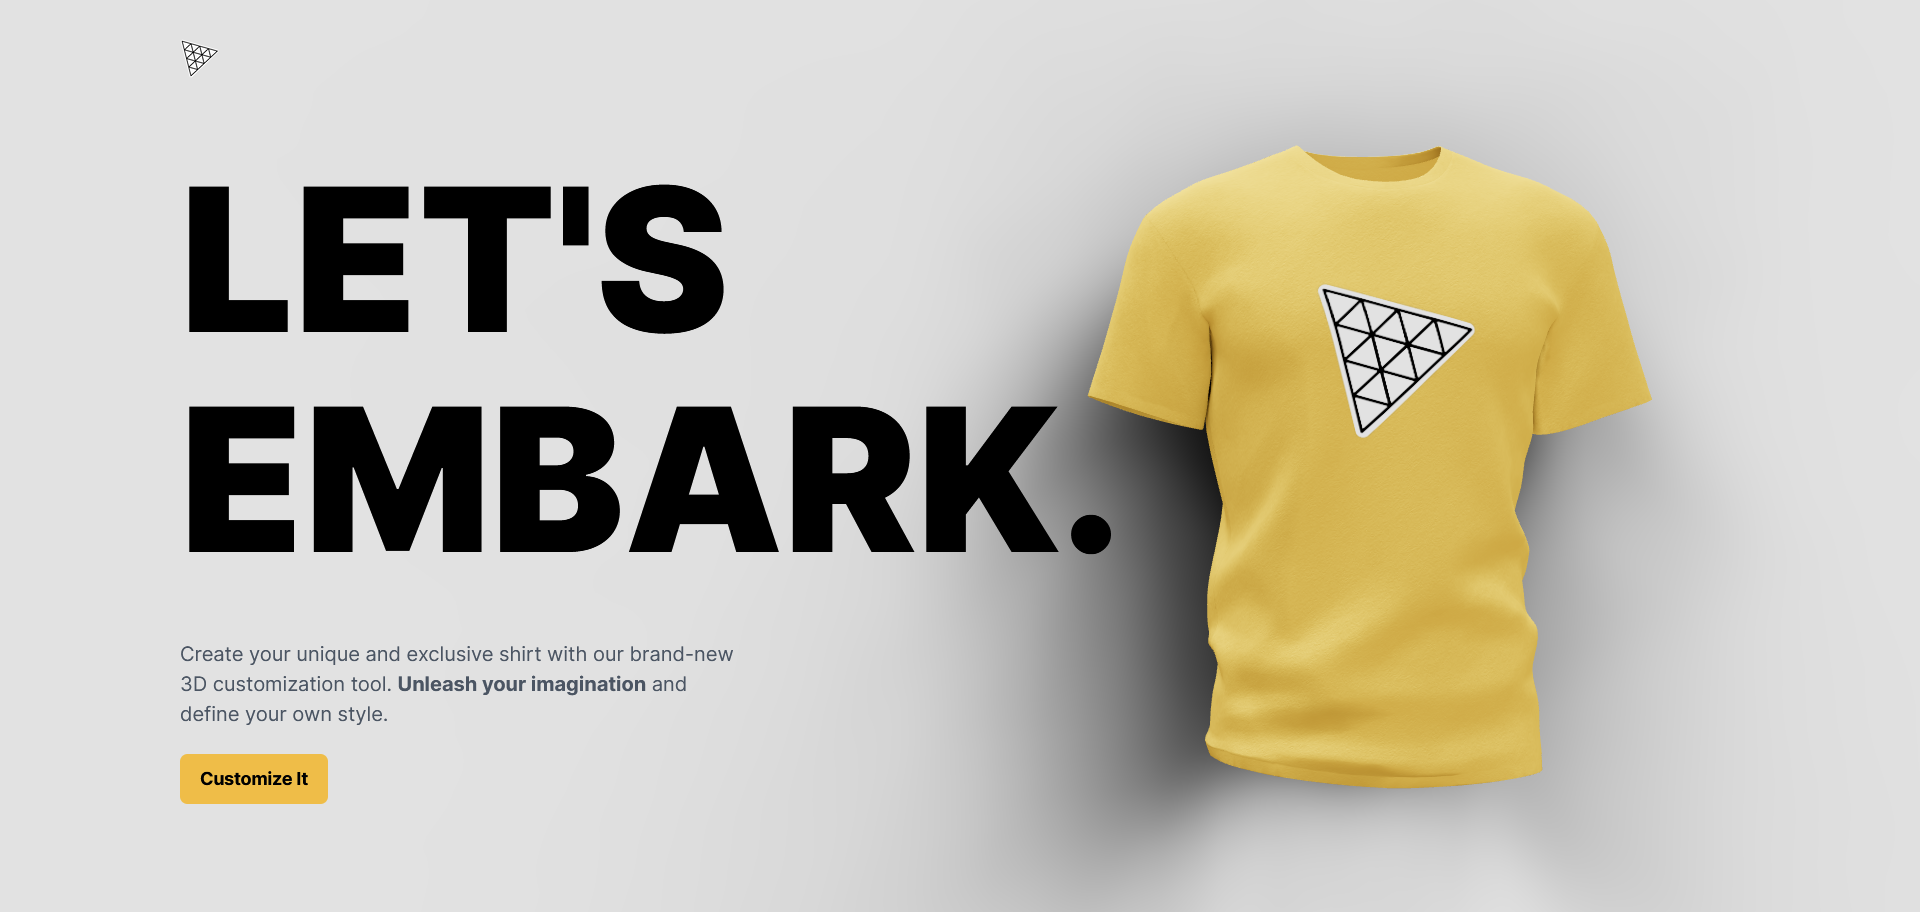 LET'S
EMBARK.
Create your unique and exclusive shirt with our brand-new
3D customization tool. Unleash your imagination and
define your own style.
Customize It